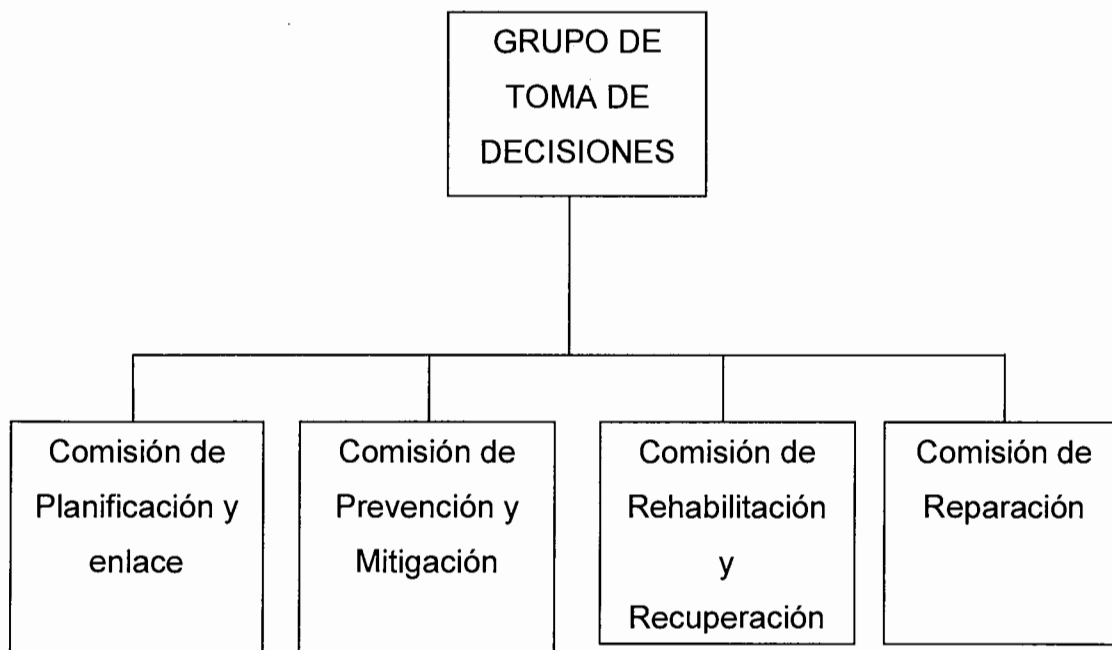 GRUPO DE
TOMA DE
DECISIONES
Comisión de
Planificación y
enlace
Comisión de
Prevención y
Mitigación
Comisión de
Rehabilitación
y
Recuperación
Comisión de
Reparación